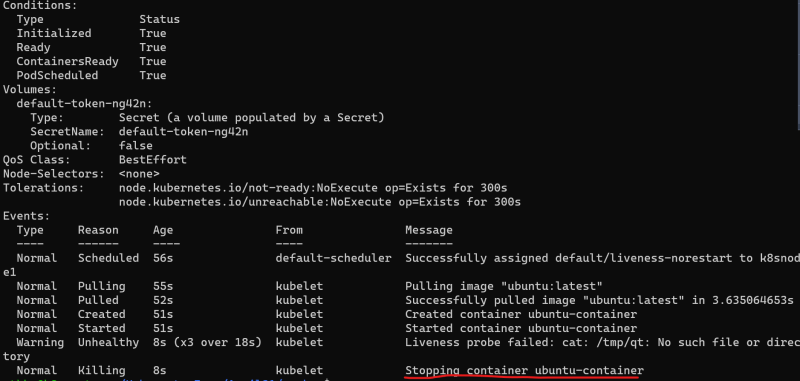 Conditions:
  Type              Status
  Initialized       True
  Ready             True
  ContainersReady   True
  PodScheduled      True
Volumes:
  default-token-ng42n:
    Type:        Secret (a volume populated by a Secret)
    SecretName:  default-token-ng42n
    Optional:    false
QoS Class:       BestEffort
Node-Selectors:  <none>
Tolerations:     node.kubernetes.io/not-ready:NoExecute op=Exists for 300s
                 node.kubernetes.io/unreachable:NoExecute op=Exists for 300s
Events:
  Type     Reason     Age                From               Message
  ----     ------     ----               ----               -------
  Normal   Scheduled  56s                default-scheduler  Successfully assigned default/liveness-norestart to k8snod
e1
  Normal   Pulling    55s                kubelet            Pulling image "ubuntu:latest"
  Normal   Pulled     52s                kubelet            Successfully pulled image "ubuntu:latest" in 3.635064653s
  Normal   Created    51s                kubelet            Created container ubuntu-container
  Normal   Started    51s                kubelet            Started container ubuntu-container
  Warning  Unhealthy  8s (x3 over 18s)   kubelet            Liveness probe failed: cat: /tmp/qt: No such file or direc
tory
  Normal   Killing    8s                 kubelet            Stopping container ubuntu-container